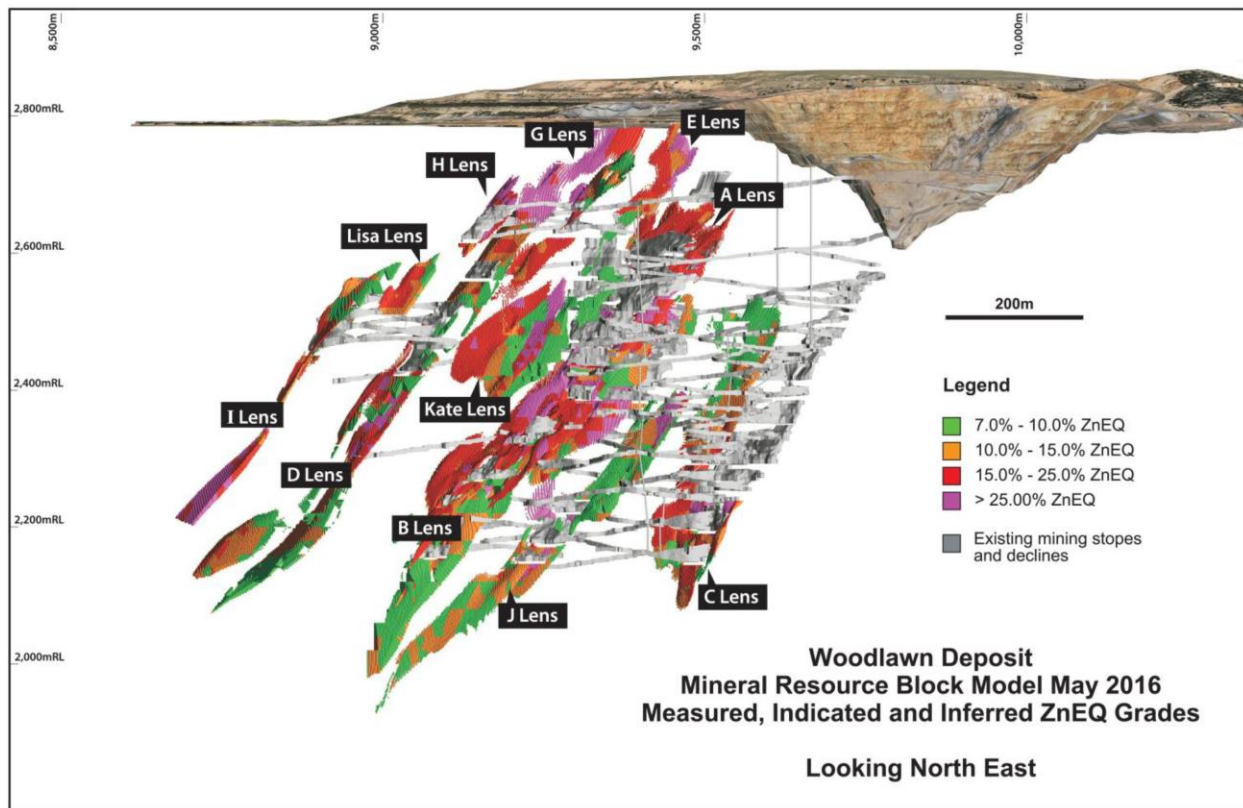 8,500m
9,000m
9,500m
10,000m
2,800mRL
G Lens
E Lens
H Lens
A Lens
Lisa Lens
2,600mRL
200m
2,400mRL
Kate Lens
I Lens
D Lens
B Lens
J Lens
C Lens
2,200mRL
2,000mRL
Legend
7.0% - 10.0% ZnEQ
10.0% - 15.0% ZnEQ
15.0% - 25.0% ZnEQ
> 25.00% ZnEQ
Existing mining stopes
and declines
Woodlawn Deposit
Mineral Resource Block Model May 2016
Measured, Indicated and Inferred ZnEQ Grades
Looking North East